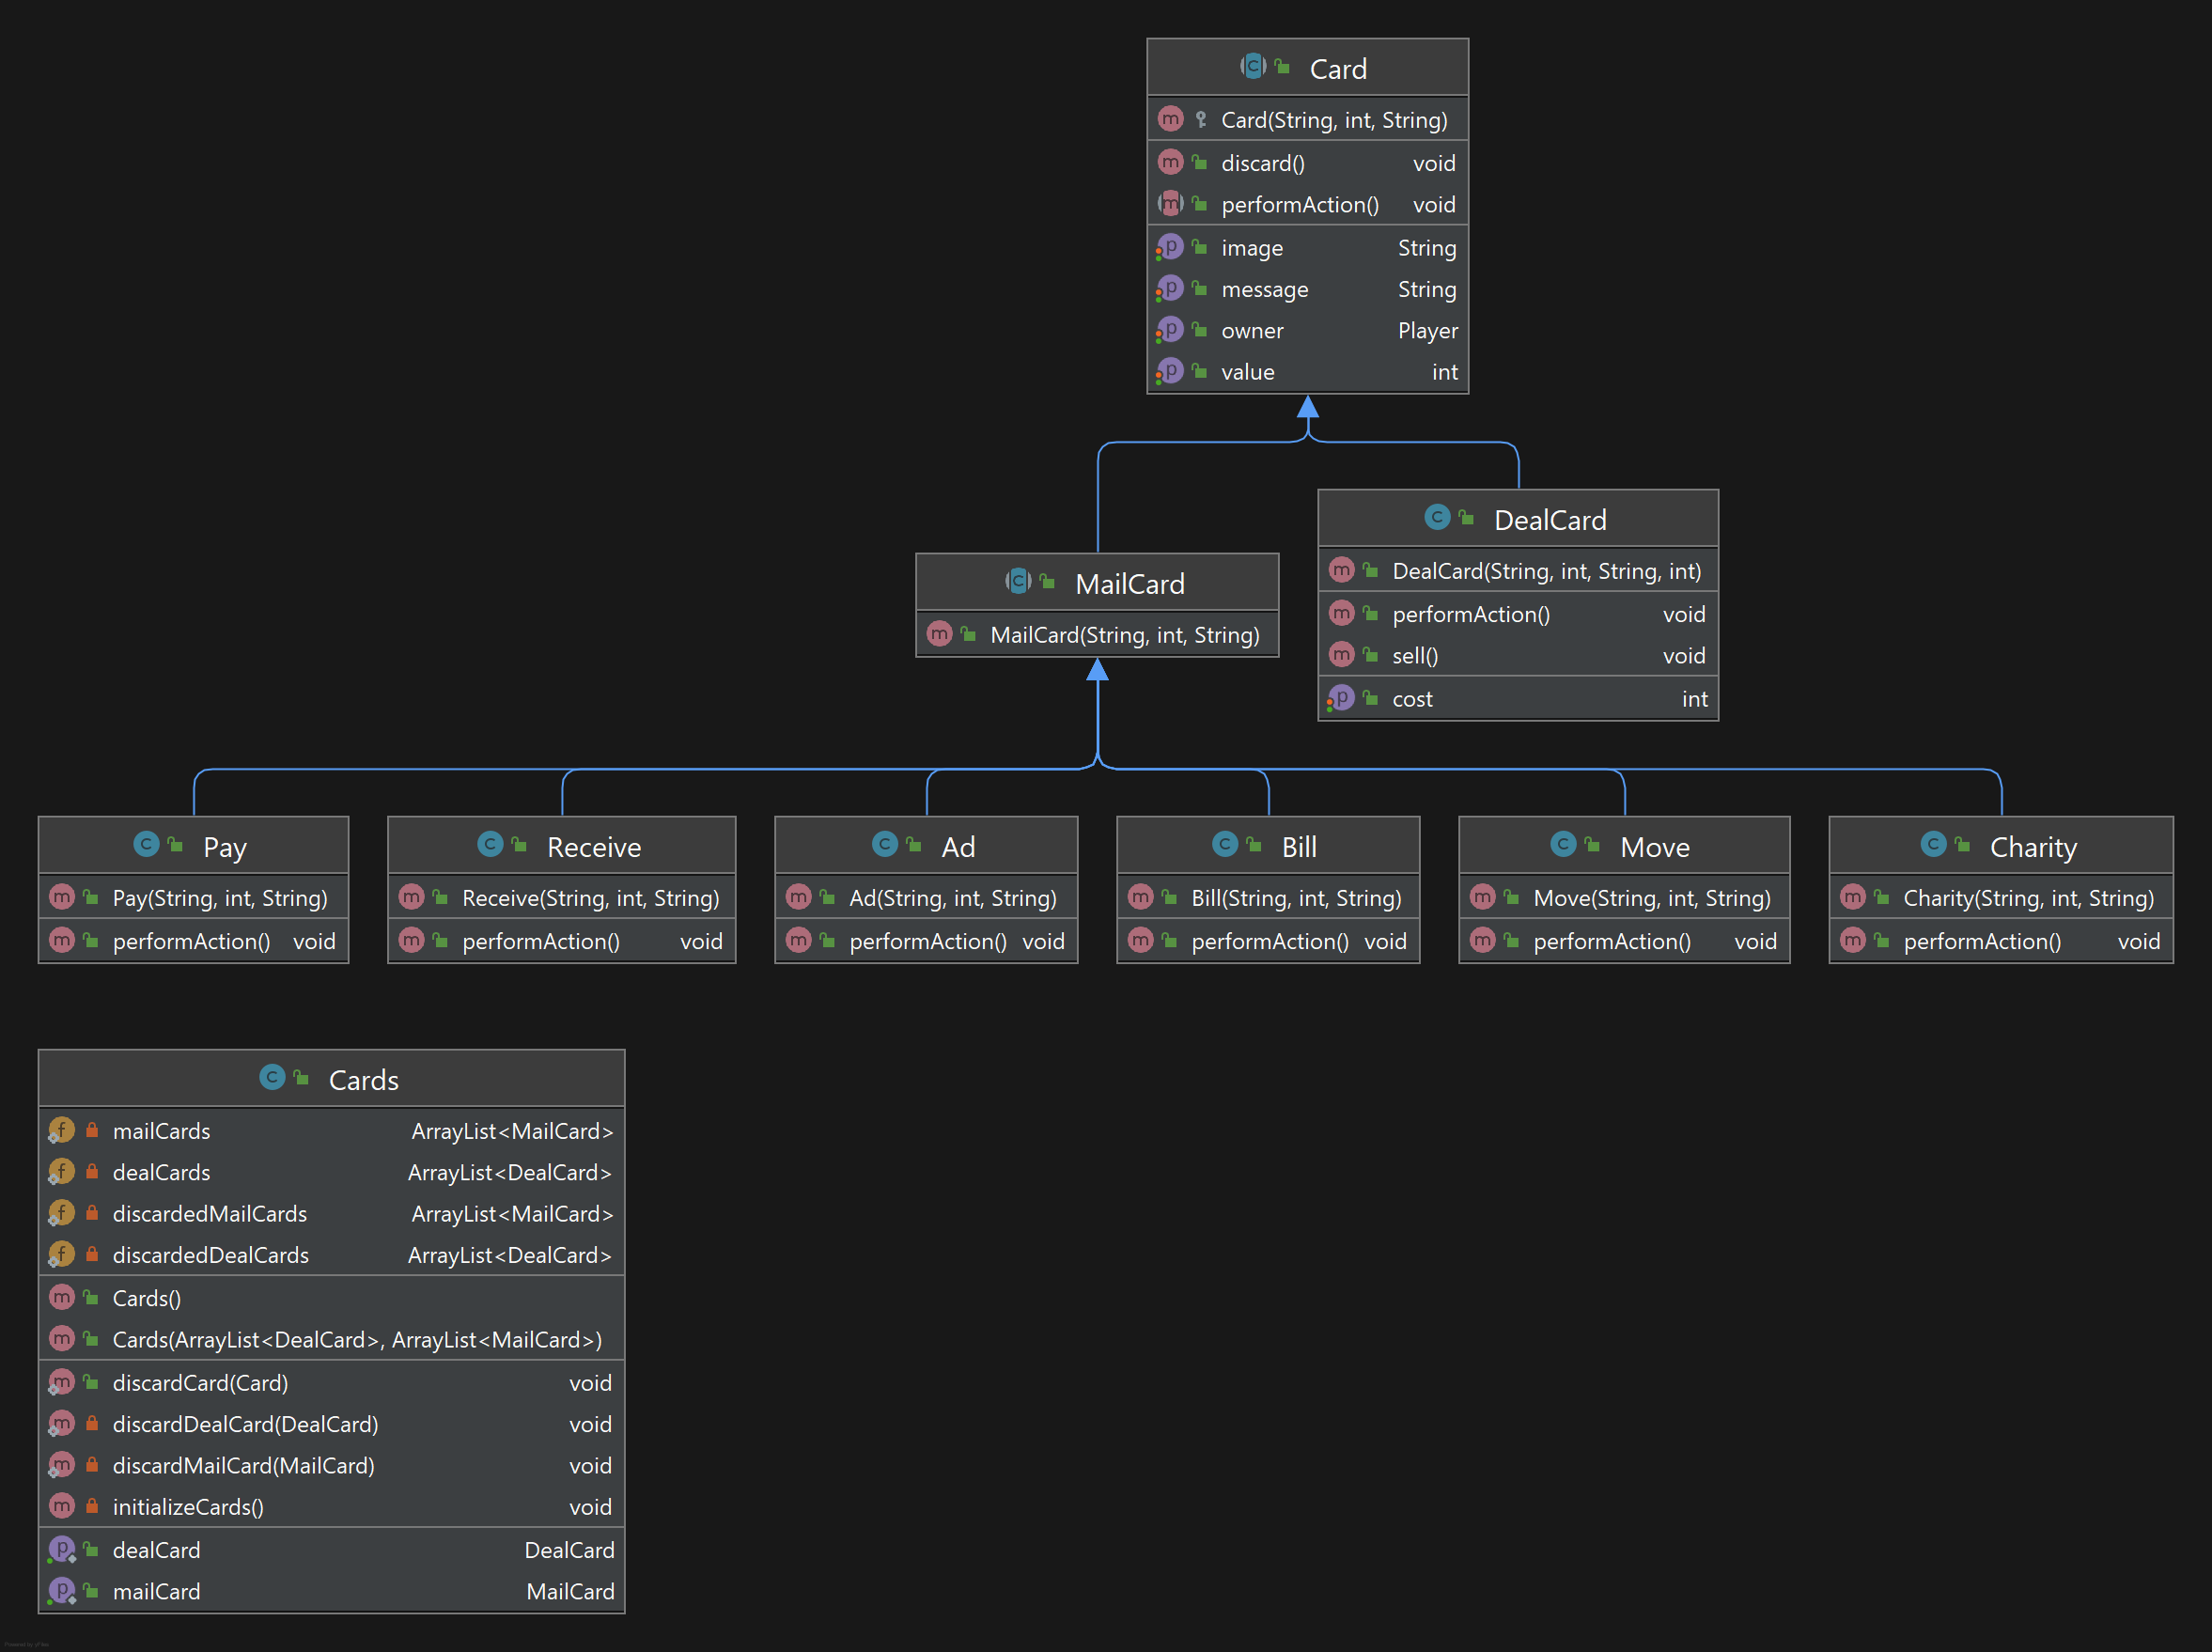 Card
Card(String, int, String)
discard() void
performAction() void
image String
message String
owner Player
value int
DealCard
DealCard(String, int, String, int)
performAction() void
sell() void
cost int
MailCard
MailCard(String, int, String)
Pay
Pay(String, int, String)
performAction() void
Receive
Receive(String, int, String)
performAction() void
Ad
Ad(String, int, String)
performAction() void
Bill
Bill(String, int, String)
performAction() void
Move
Move(String, int, String)
performAction() void
Charity
Charity(String, int, String)
performAction() void
Cards
mailCards ArrayList<MailCard>
dealCards ArrayList<DealCard>
discardedMailCards ArrayList<MailCard>
discardedDealCards ArrayList<DealCard>
Cards()
Cards(ArrayList<DealCard>, ArrayList<MailCard>)
discardCard(Card) void
discardDealCard(DealCard) void
discardMailCard(MailCard) void
initializeCards() void
dealCard DealCard
mailCard MailCard
Powered by yFiles